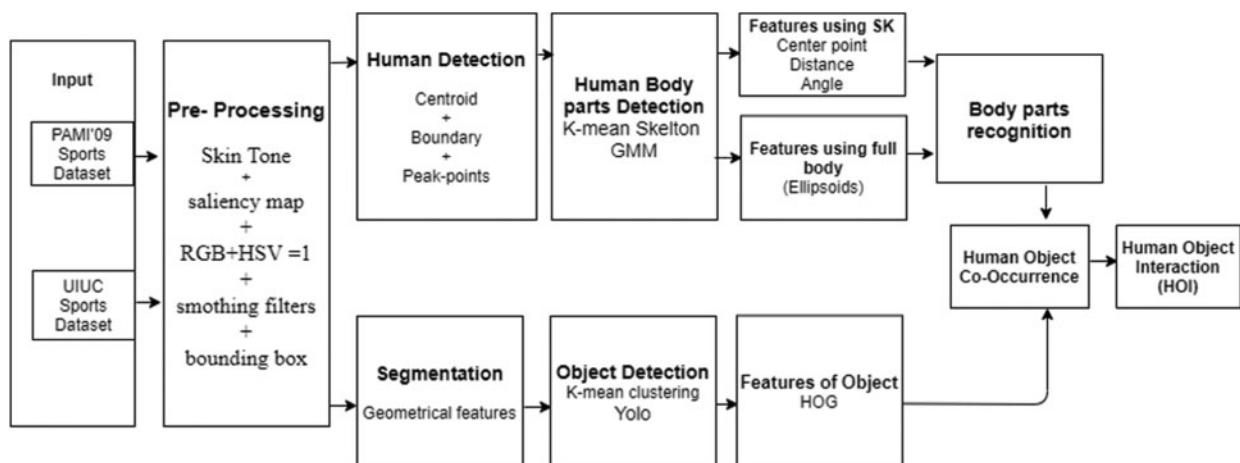 Input
PAMI'09
Sports
Dataset
UIUC
Sports
Dataset
Pre- Processing
Skin Tone
+
saliency map
+
RGB+HSV =1
+
smothing filters
+
bounding box
Human Detection
Centroid
+
Boundary
+
Peak-points
Human Body
parts Detection
K-mean Skelton
GMM
Features using SK
Center point
Distance
Angle
Features using full
body
(Ellipsoids)
Body parts
recognition
Segmentation
Geometrical features
Object Detection
K-mean clustering
Yolo
Features of Object
HOG
Human Object
Co-Occurrence
Human Object
Interaction
(HOI)